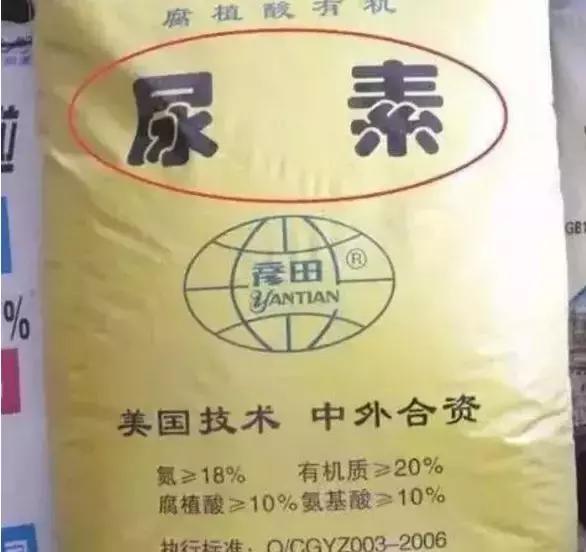 腐植酸有机
尿素
彦田®
YANTIAN
美国技术 中外合资
氮≥18% 有机质≥20%
腐植酸≥10% 氨基酸≥10%
执行标准：Q/CGYZ003-2006
%
GB1